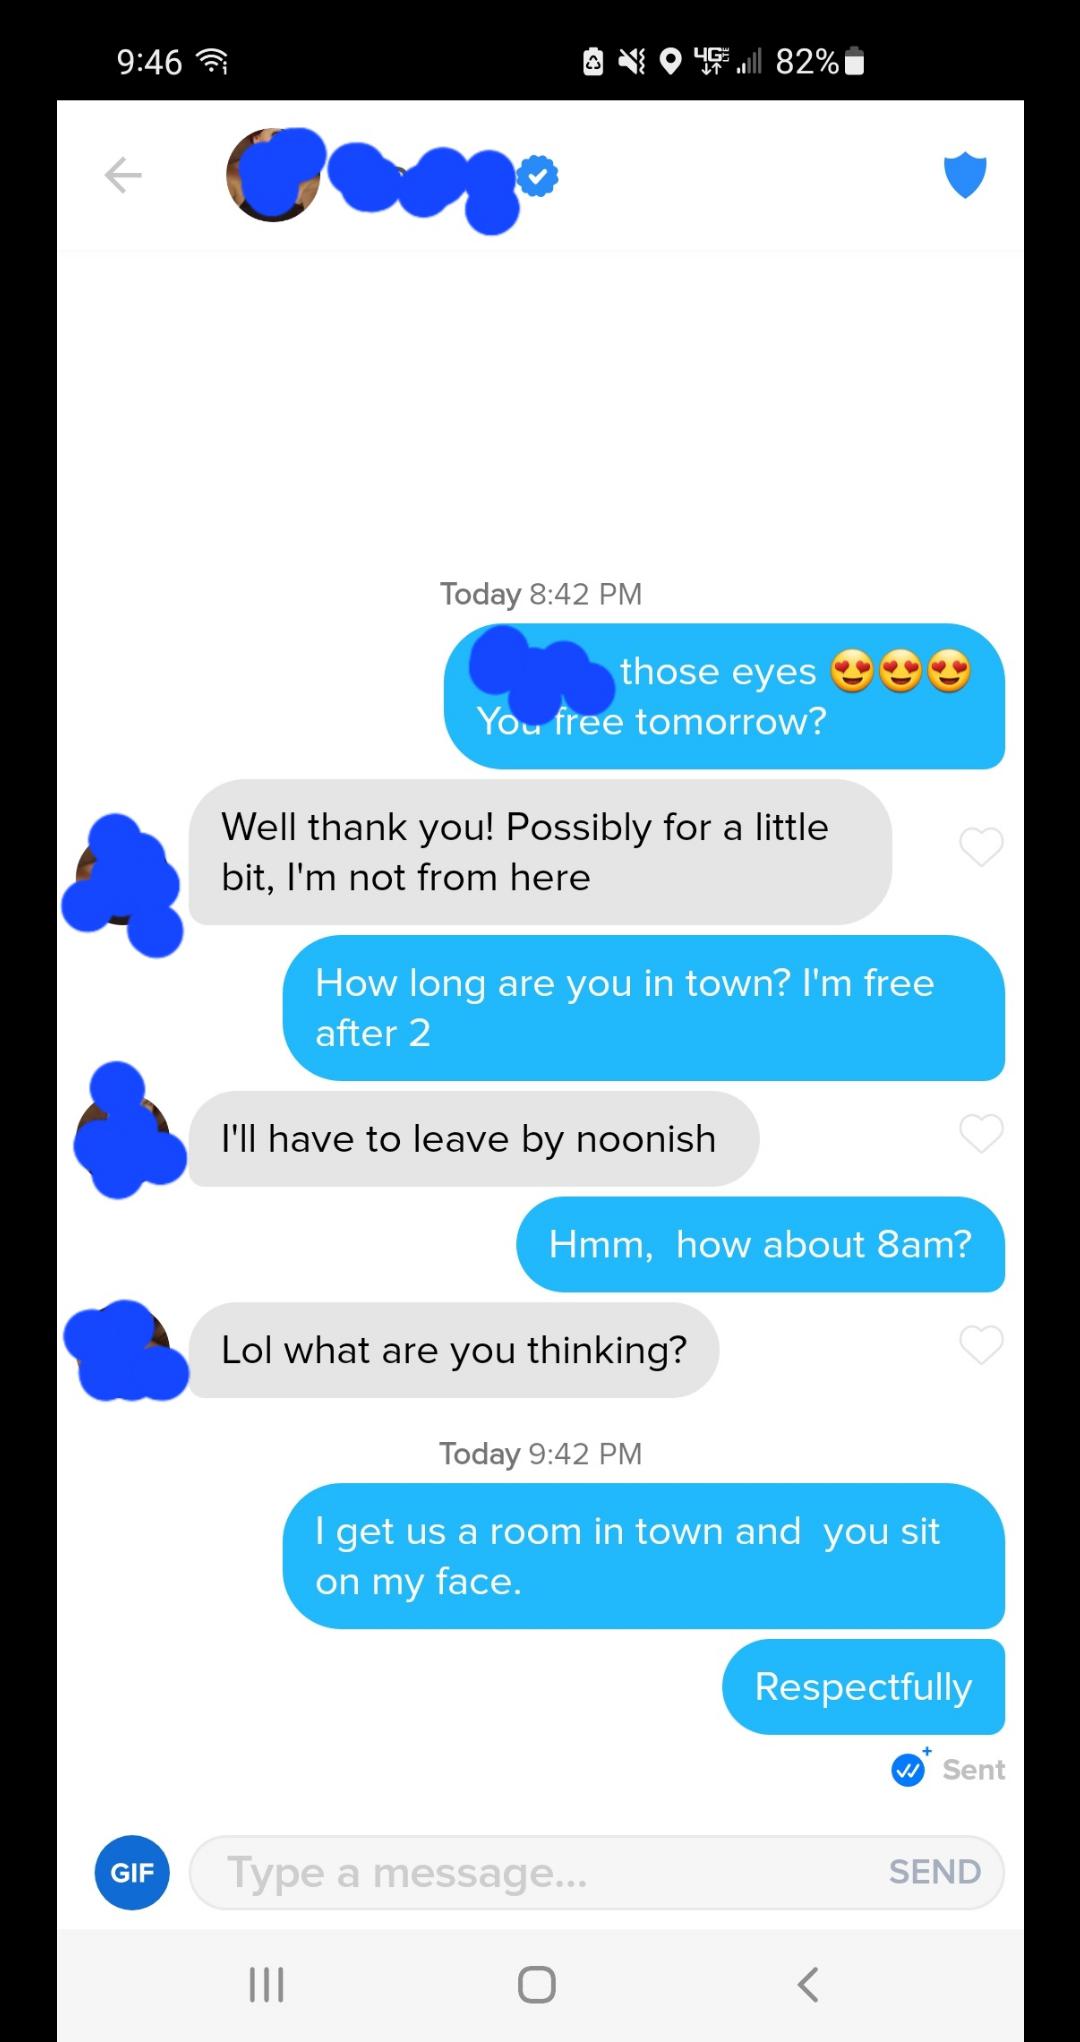 9:46 4G LTE 82%
Today 8:42 PM
those eyes 😍😍😍
You free tomorrow?
Well thank you! Possibly for a little
bit, I'm not from here
How long are you in town? I'm free
after 2
I'll have to leave by noonish
Hmm,  how about 8am?
Lol what are you thinking?
Today 9:42 PM
I get us a room in town and  you sit
on my face.
Respectfully
Sent
GIF Type a message... SEND